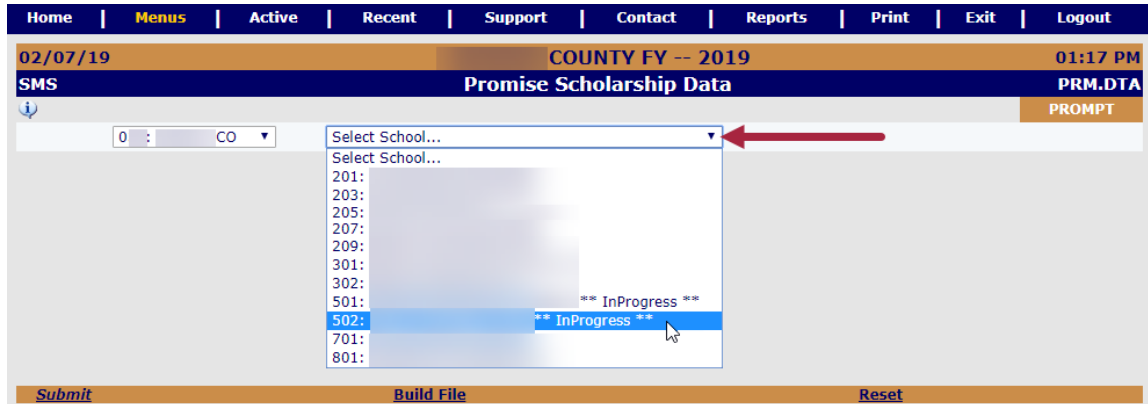 Home | Menus | Active | Recent | Support | Contact | Reports | Print | Exit | Logout
02/07/19 COUNTY FY -- 2019 01:17 PM
SMS Promise Scholarship Data PRM.DTA
PROMPT
0 : CO Select School...
Select School...
201:
203:
205:
207:
209:
301:
302:
501: ** InProgress **
502: ** InProgress **
701:
801:
Submit Build File Reset